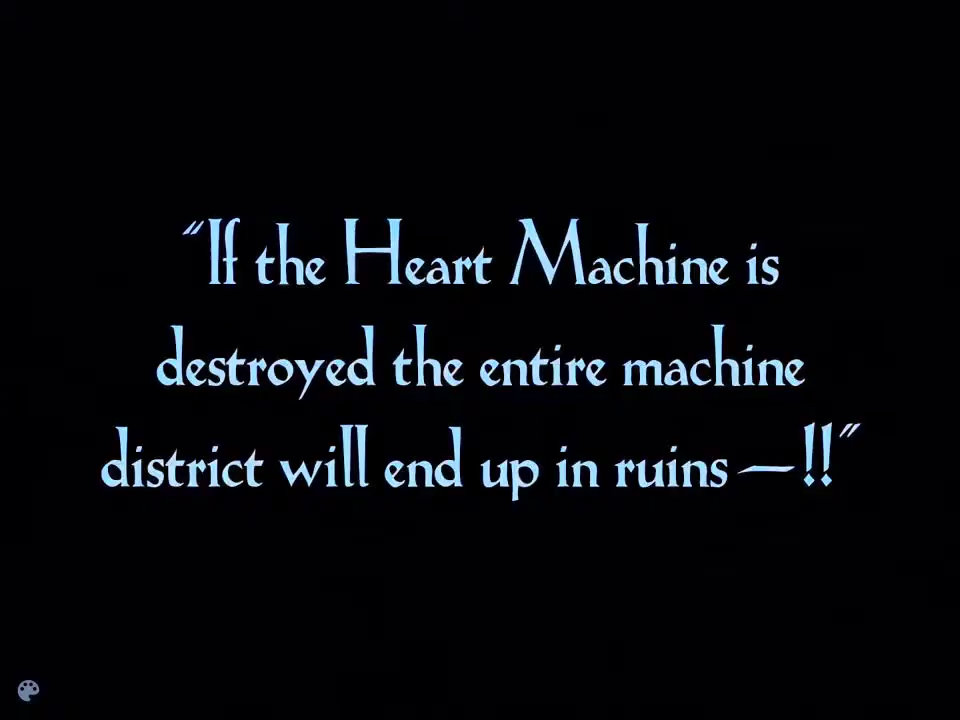 “If the Heart Machine is
destroyed the entire machine
district will end up in ruins —!!”